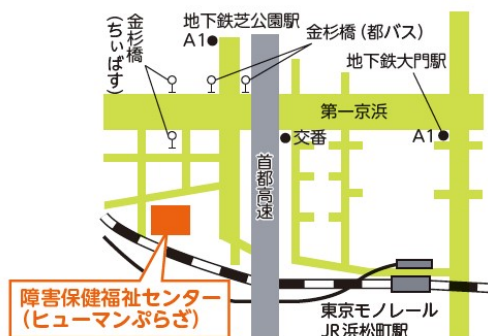 地下鉄芝公園駅
A1
金杉橋
(ちぃばす)
金杉橋(都バス)
地下鉄大門駅
第一京浜
交番
A1
首都高速
障害保健福祉センター
(ヒューマンぷらざ)
東京モノレール
JR浜松町駅